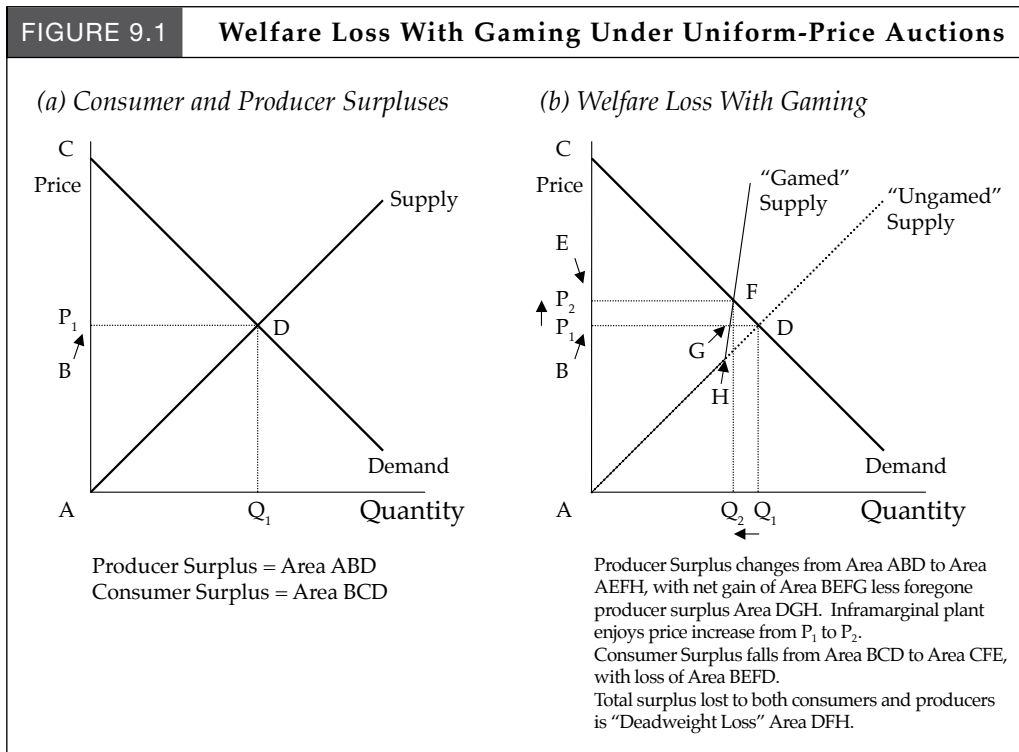 FIGURE 9.1 Welfare Loss With Gaming Under Uniform-Price Auctions
(a) Consumer and Producer Surpluses
C
Price
Supply
P₁
D
B
Demand
A
Q₁
Quantity
Producer Surplus = Area ABD
Consumer Surplus = Area BCD
(b) Welfare Loss With Gaming
C
Price
“Gamed”
Supply
“Ungamed”
Supply
E
F
P₂
P₁
D
G
B
H
Demand
A
Q₂
Q₁
Quantity
Producer Surplus changes from Area ABD to Area
AEFH, with net gain of Area BEFG less foregone
producer surplus Area DGH. Inframarginal plant
enjoys price increase from P₁ to P₂.
Consumer Surplus falls from Area BCD to Area CFE,
with loss of Area BEFD.
Total surplus lost to both consumers and producers
is “Deadweight Loss” Area DFH.